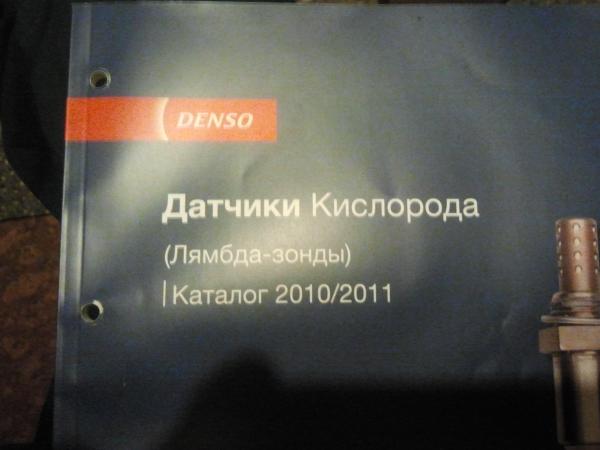 DENSO
Датчики Кислорода
(Лямбда-зонды)
Каталог 2010/2011